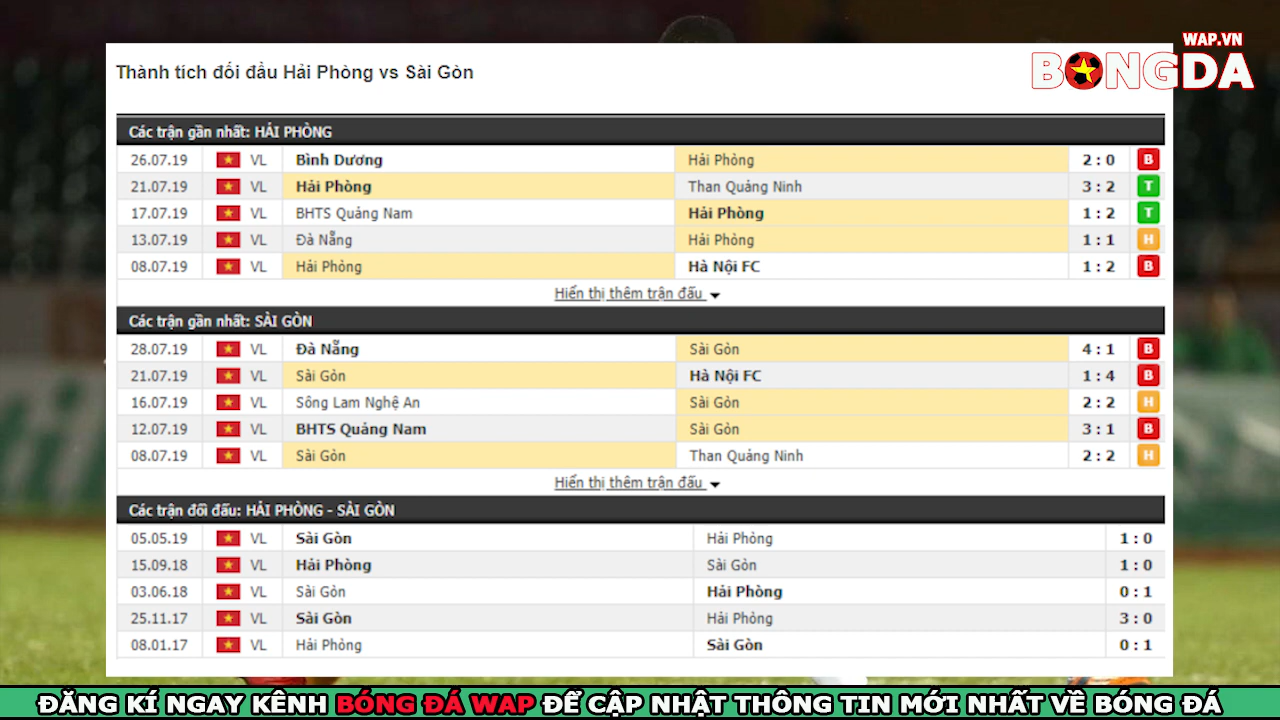 WAP.VN
BONGDA
Thành tích đối đầu Hải Phòng vs Sài Gòn
Các trận gần nhất: HẢI PHÒNG
26.07.19 VL Bình Dương Hải Phòng 2 : 0 B
21.07.19 VL Hải Phòng Than Quảng Ninh 3 : 2 T
17.07.19 VL BHTS Quảng Nam Hải Phòng 1 : 2 T
13.07.19 VL Đà Nẵng Hải Phòng 1 : 1 H
08.07.19 VL Hải Phòng Hà Nội FC 1 : 2 B
Hiển thị thêm trận đấu
Các trận gần nhất: SÀI GÒN
28.07.19 VL Đà Nẵng Sài Gòn 4 : 1 B
21.07.19 VL Sài Gòn Hà Nội FC 1 : 4 B
16.07.19 VL Sông Lam Nghệ An Sài Gòn 2 : 2 H
12.07.19 VL BHTS Quảng Nam Sài Gòn 3 : 1 B
08.07.19 VL Sài Gòn Than Quảng Ninh 2 : 2 H
Hiển thị thêm trận đấu
Các trận đối đấu: HẢI PHÒNG - SÀI GÒN
05.05.19 VL Sài Gòn Hải Phòng 1 : 0
15.09.18 VL Hải Phòng Sài Gòn 1 : 0
03.06.18 VL Sài Gòn Hải Phòng 0 : 1
25.11.17 VL Sài Gòn Hải Phòng 3 : 0
08.01.17 VL Hải Phòng Sài Gòn 0 : 1
ĐĂNG KÍ NGAY KÊNH BÓNG ĐÁ WAP ĐỂ CẬP NHẬT THÔNG TIN MỚI NHẤT VỀ BÓNG ĐÁ